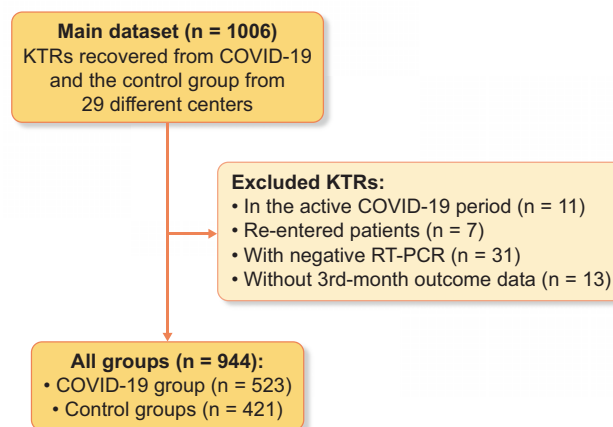 Main dataset (n = 1006)
KTRs recovered from COVID-19
and the control group from
29 different centers
Excluded KTRs:
• In the active COVID-19 period (n = 11)
• Re-entered patients (n = 7)
• With negative RT-PCR (n = 31)
• Without 3rd-month outcome data (n = 13)
All groups (n = 944):
• COVID-19 group (n = 523)
• Control groups (n = 421)